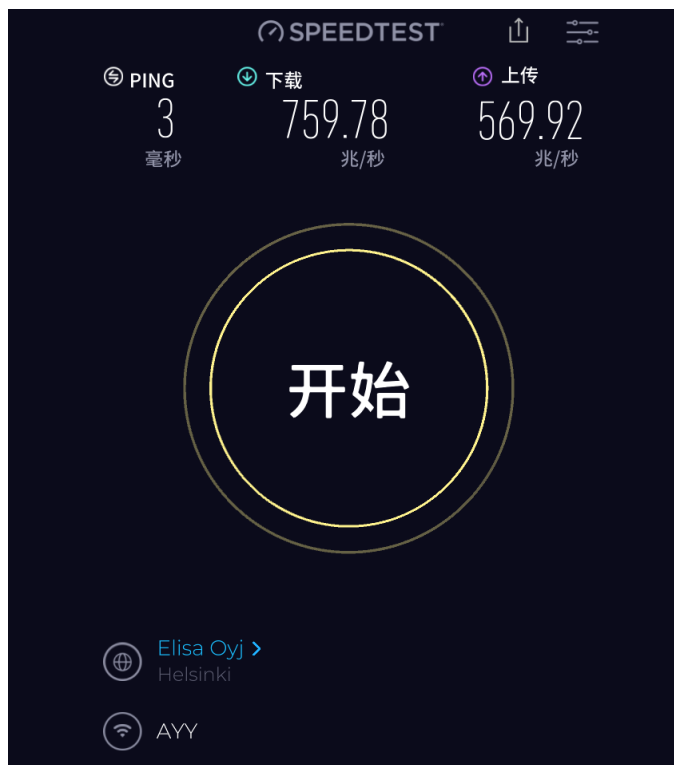 SPEEDTEST
PING 下载 上传
3 759.78 569.92
毫秒 兆/秒 兆/秒
开始
Elisa Oyj
Helsinki
AYY